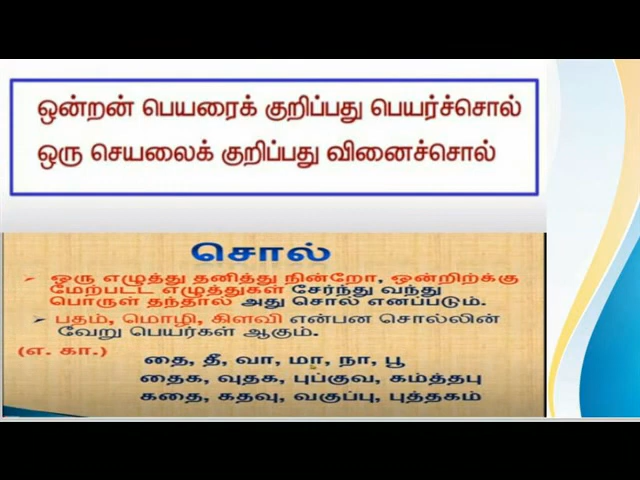 ஒன்றன் பெயரைக் குறிப்பது பெயர்ச்சொல்
ஒரு செயலைக் குறிப்பது வினைச்சொல்
சொல்
ஒரு எழுத்து தனித்து நின்றோ, ஒன்றிற்க்கு
மேற்பட்ட எழுத்துகள் சேர்ந்து வந்து
பொருள் தந்தால் அது சொல் எனப்படும்.
பதம், மொழி, கிளவி என்பன சொல்லின்
வேறு பெயர்கள் ஆகும்.
(எ. கா.)
தை, தீ, வா, மா, நா, பூ
தைக, வுதக, புப்குவ, கம்த்தபு
கதை, கதவு, வகுப்பு, புத்தகம்